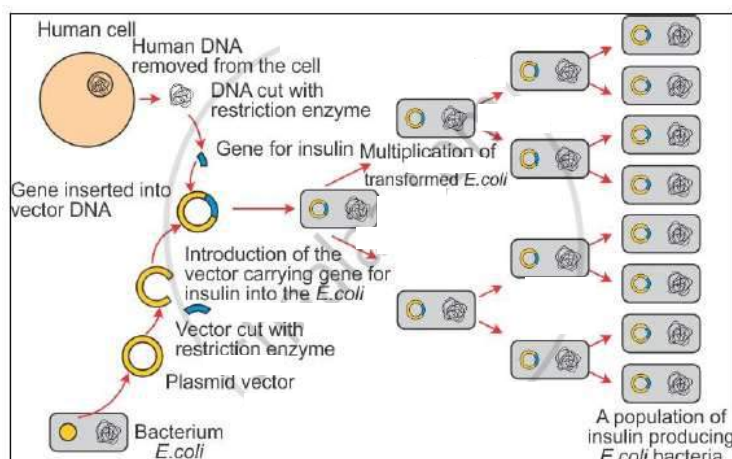 Human cell
Human DNA
removed from the cell
DNA cut with
restriction enzyme
Gene for insulin
Multiplication of
transformed E.coli
Gene inserted into
vector DNA
Introduction of the
vector carrying gene for
insulin into the E.coli
Vector cut with
restriction enzyme
Plasmid vector
Bacterium
E.coli
A population of
insulin producing
E.coli bacteria